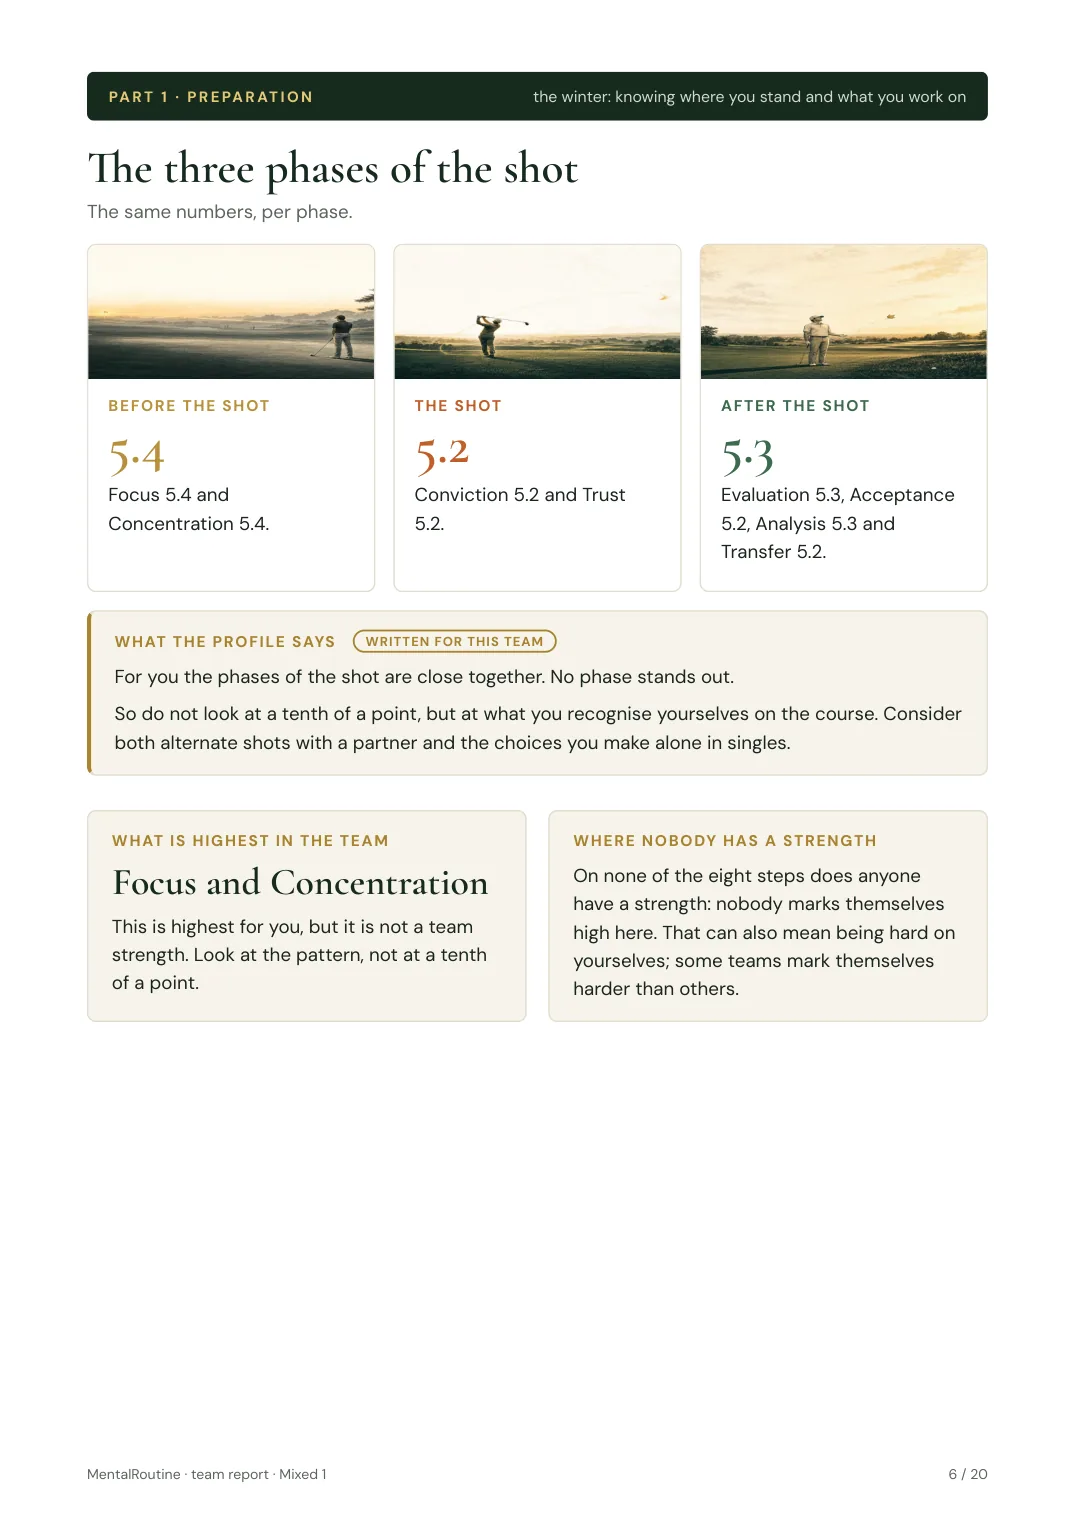 PART 1 · PREPARATION
the winter: knowing where you stand and what you work on
The three phases of the shot
The same numbers, per phase.
BEFORE THE SHOT
5.4
Focus 5.4 and
Concentration 5.4.
THE SHOT
5.2
Conviction 5.2 and Trust
5.2.
AFTER THE SHOT
5.3
Evaluation 5.3, Acceptance
5.2, Analysis 5.3 and
Transfer 5.2.
WHAT THE PROFILE SAYS WRITTEN FOR THIS TEAM
For you the phases of the shot are close together. No phase stands out.
So do not look at a tenth of a point, but at what you recognise yourselves on the course. Consider
both alternate shots with a partner and the choices you make alone in singles.
WHAT IS HIGHEST IN THE TEAM
Focus and Concentration
This is highest for you, but it is not a team
strength. Look at the pattern, not at a tenth
of a point.
WHERE NOBODY HAS A STRENGTH
On none of the eight steps does anyone
have a strength: nobody marks themselves
high here. That can also mean being hard on
yourselves; some teams mark themselves
harder than others.
MentalRoutine · team report · Mixed 1
6 / 20